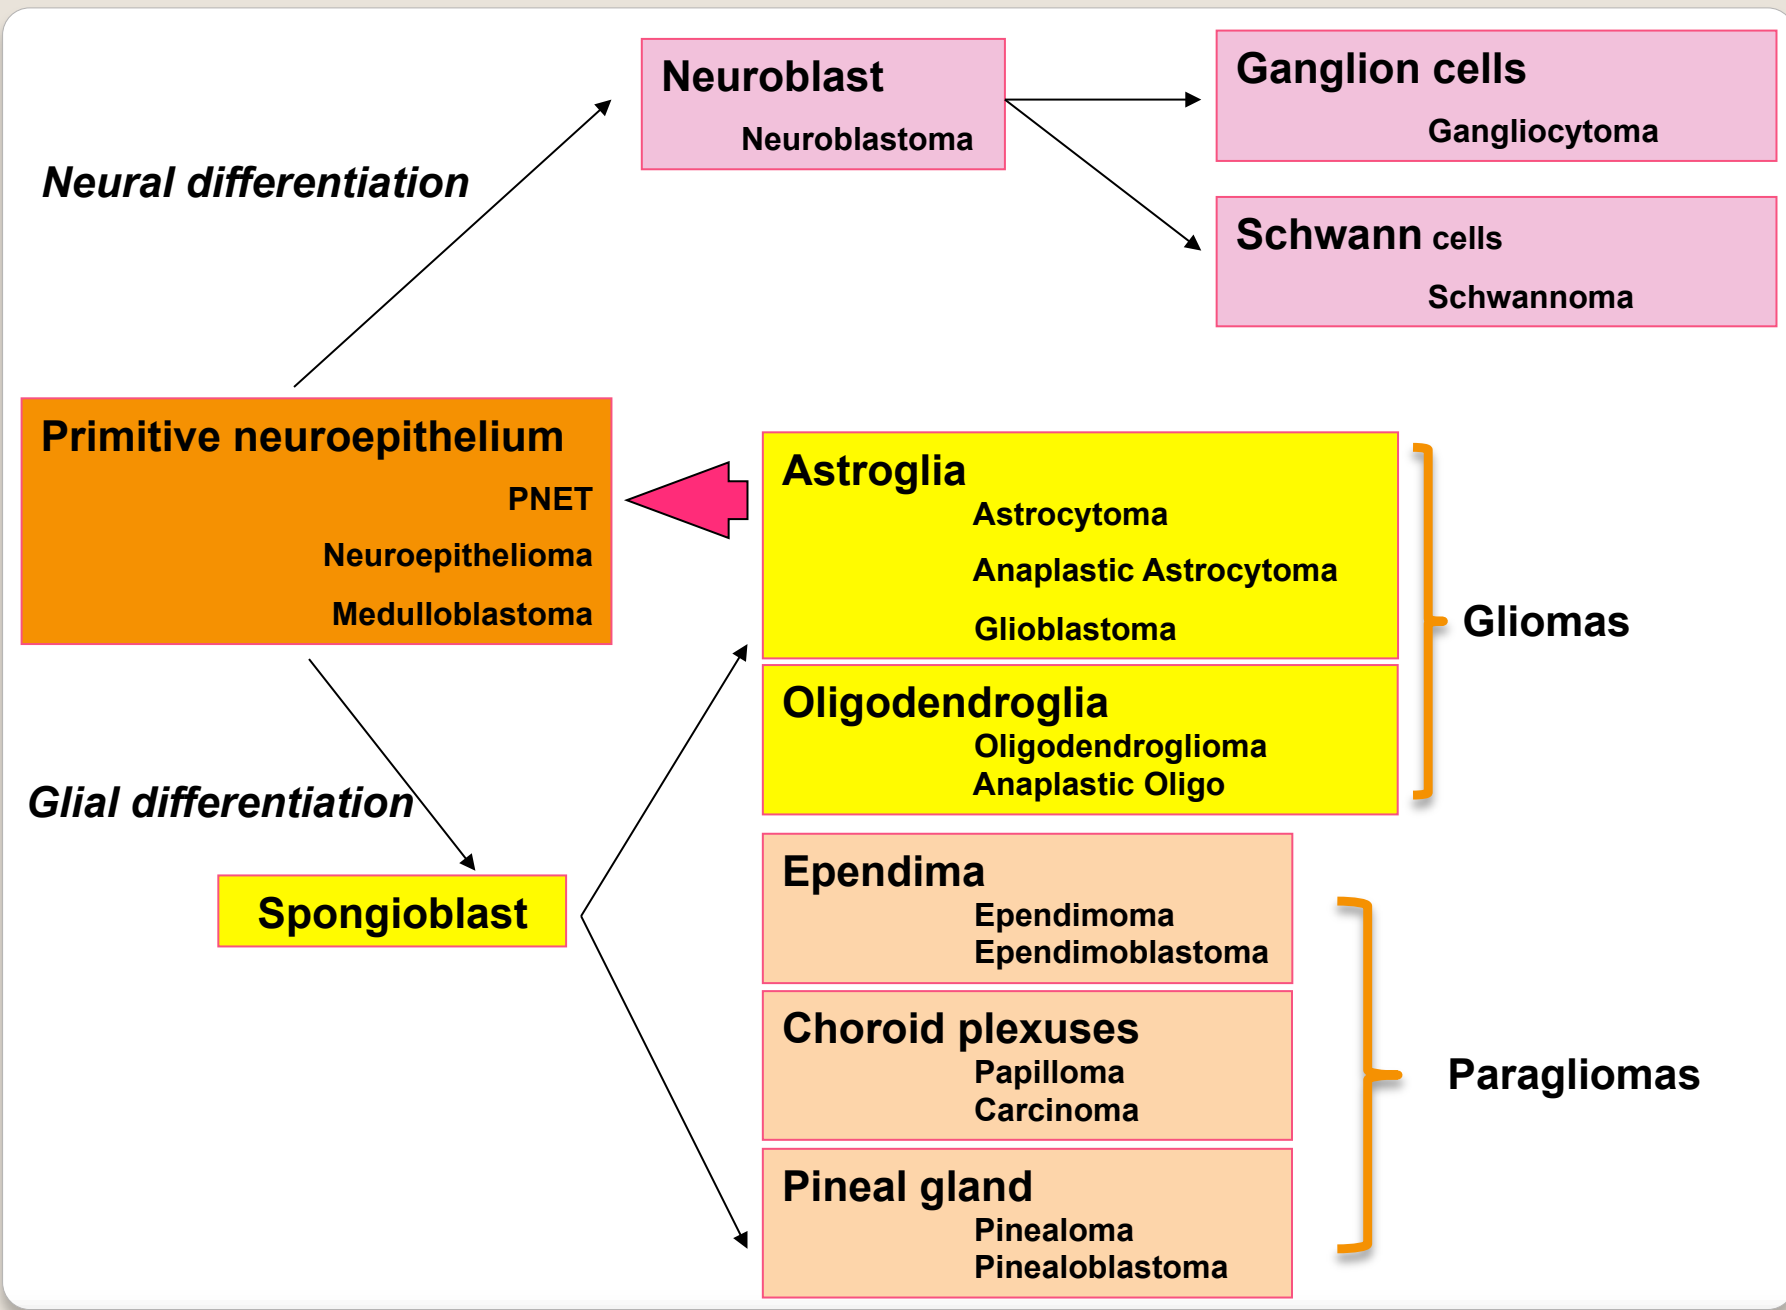 Neuroblast
Neuroblastoma
Ganglion cells
Gangliocytoma
Neural differentiation
Schwann cells
Schwannoma
Primitive neuroepithelium
PNET
Neuroepithelioma
Medulloblastoma
Astroglia
Astrocytoma
Anaplastic Astrocytoma
Glioblastoma
Gliomas
Oligodendroglia
Oligodendroglioma
Anaplastic Oligo
Glial differentiation
Spongioblast
Ependima
Ependimoma
Ependimoblastoma
Choroid plexuses
Papilloma
Carcinoma
Paragliomas
Pineal gland
Pinealoma
Pinealoblastoma